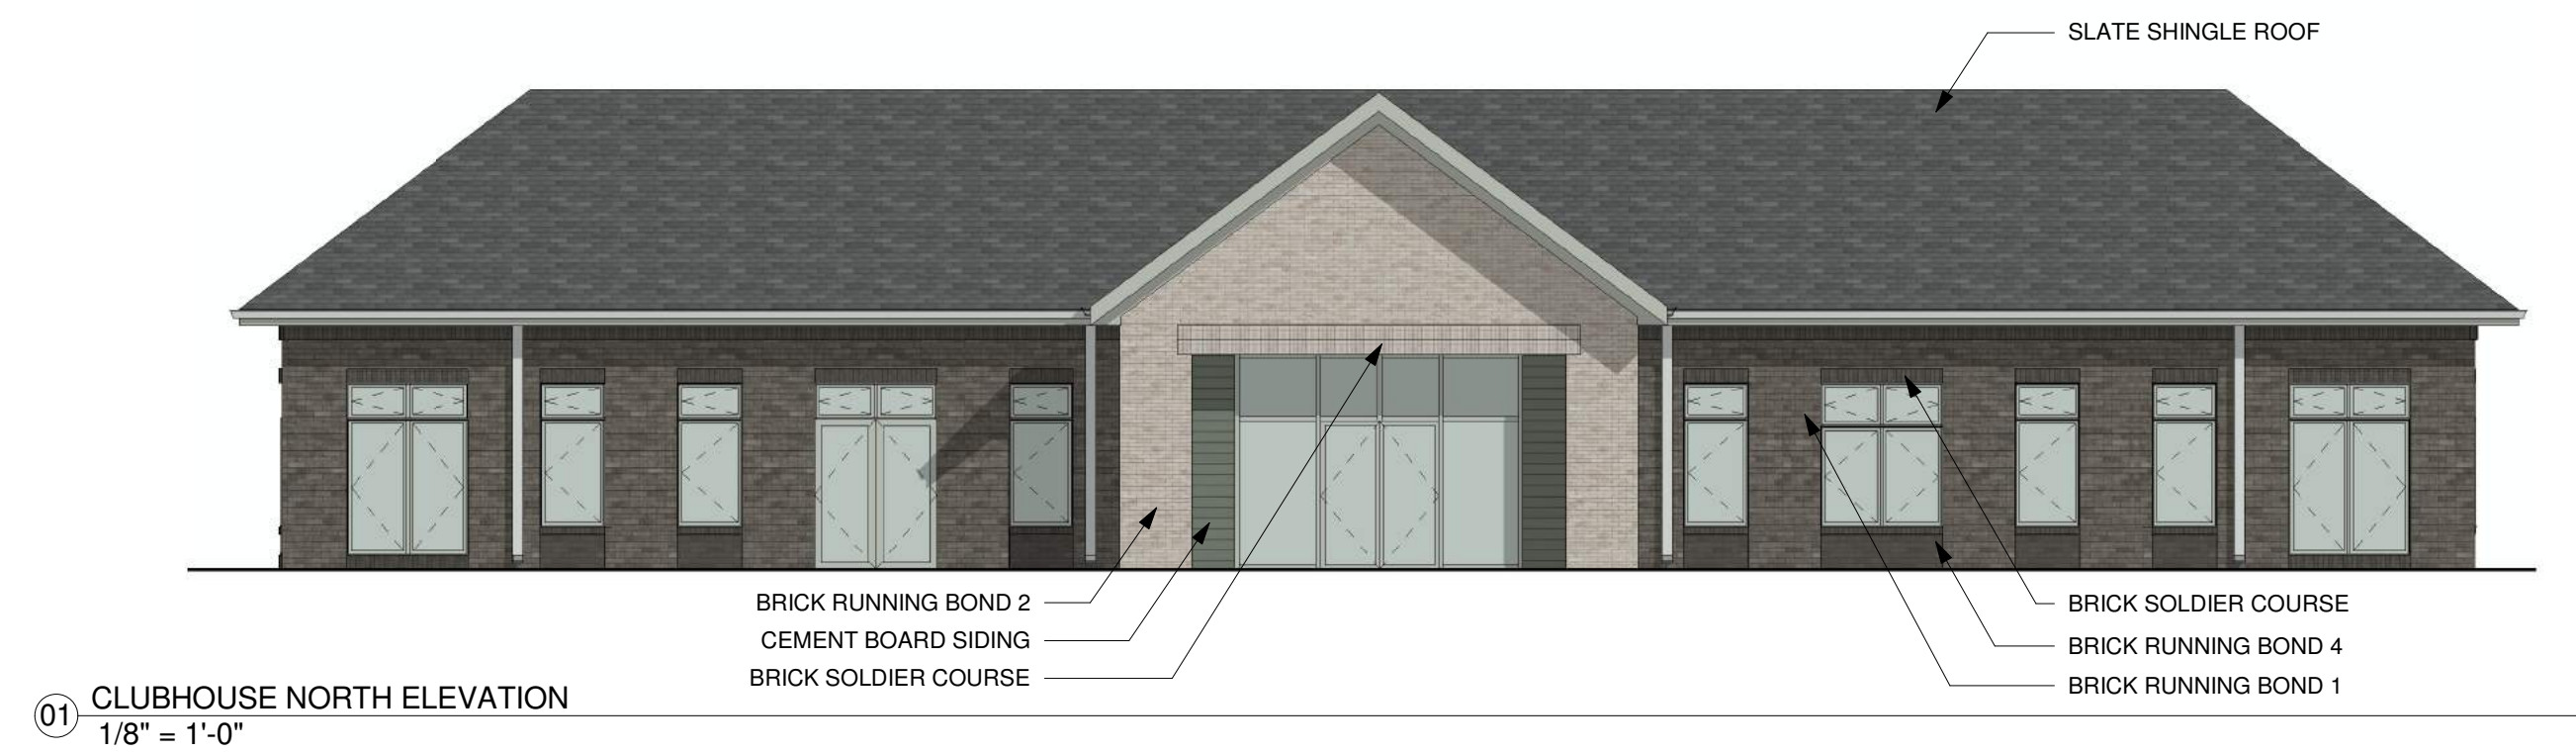 SLATE SHINGLE ROOF
BRICK RUNNING BOND 2
CEMENT BOARD SIDING
BRICK SOLDIER COURSE
BRICK SOLDIER COURSE
BRICK RUNNING BOND 4
BRICK RUNNING BOND 1
01 CLUBHOUSE NORTH ELEVATION
1/8" = 1'-0"